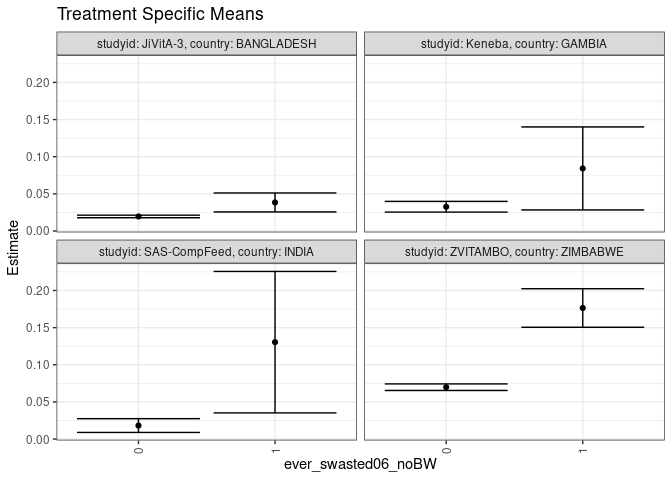 Treatment Specific Means
studyid: JiVitA-3, country: BANGLADESH
studyid: Keneba, country: GAMBIA
0.20
0.15
0.10
0.05
0.00
studyid: SAS-CompFeed, country: INDIA
studyid: ZVITAMBO, country: ZIMBABWE
0.20
0.15
0.10
0.05
0.00
Estimate
0
1
0
1
ever_swasted06_noBW